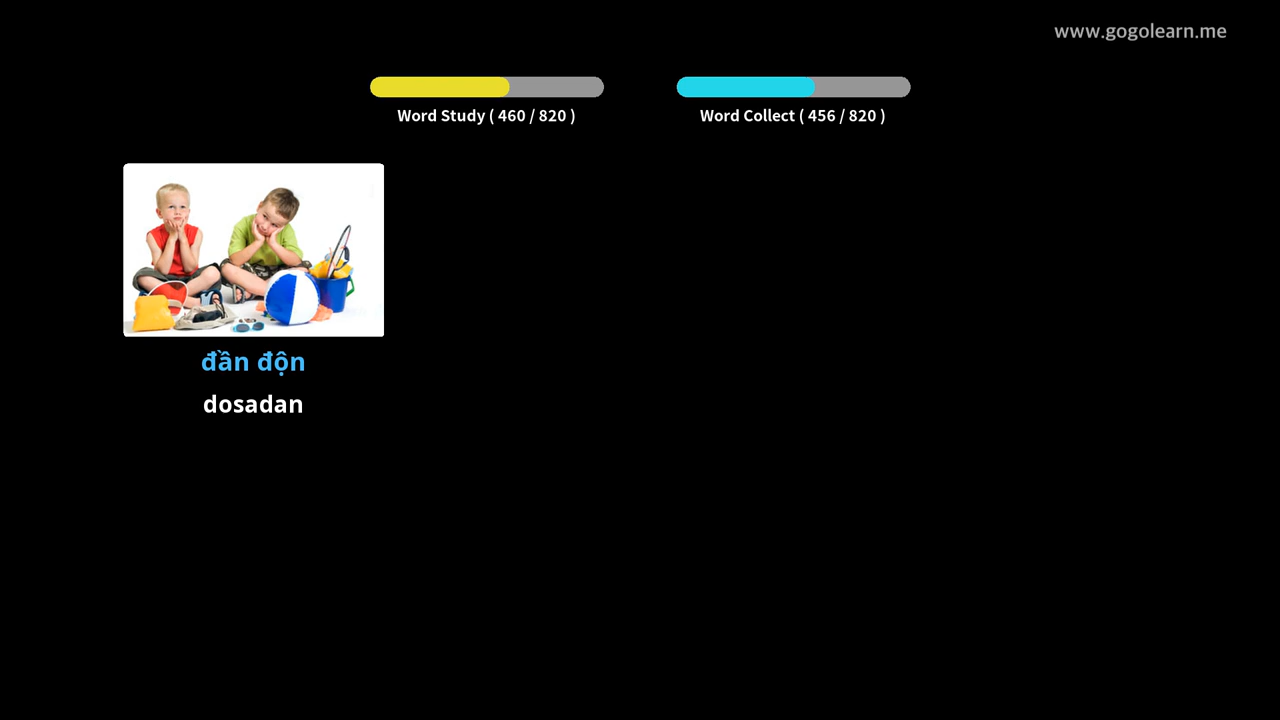 www.gogolearn.me
Word Study ( 460 / 820 )
Word Collect ( 456 / 820 )
đần độn
dosadan